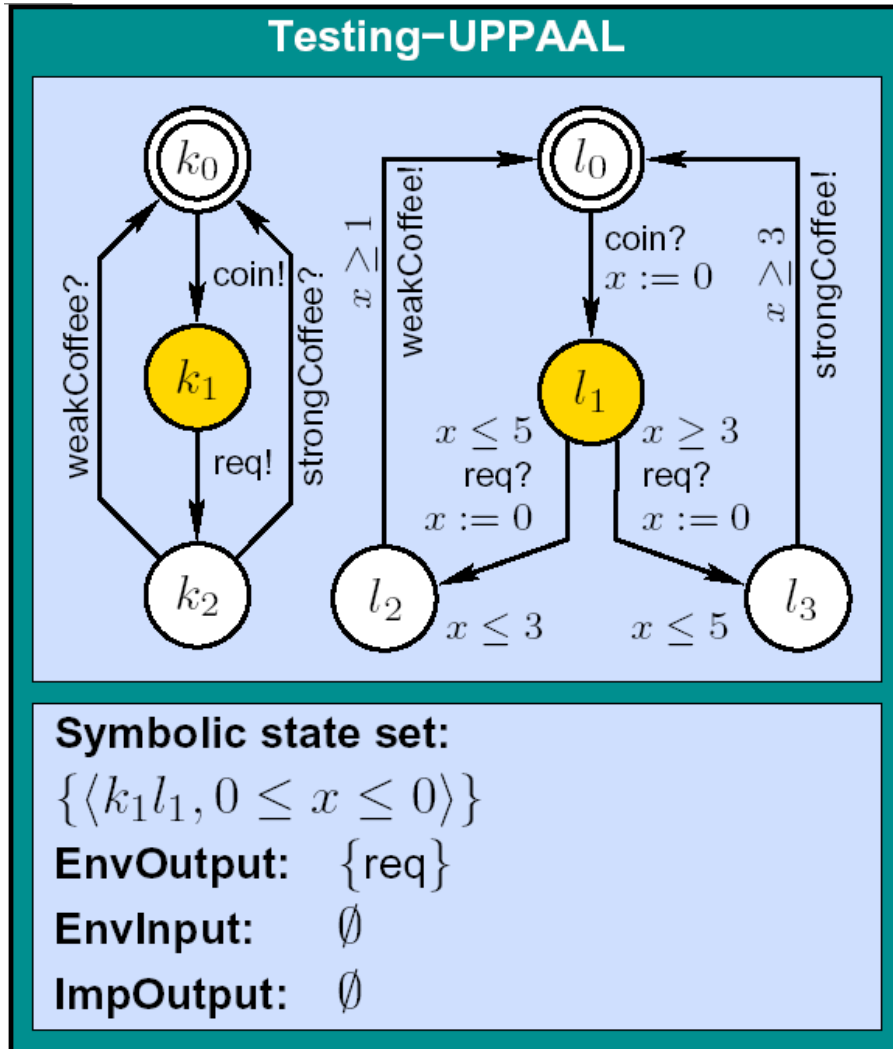 Testing−UPPAAL
k₀
weakCoffee?
coin!
strongCoffee?
k₁
req!
k₂
l₀
x ≥ 1
weakCoffee!
coin?
x := 0
x ≥ 3
strongCoffee!
l₁
x ≤ 5
req?
x := 0
x ≥ 3
req?
x := 0
l₂
x ≤ 3
x ≤ 5
l₃
Symbolic state set:
{⟨k₁l₁, 0 ≤ x ≤ 0⟩}
EnvOutput: {req}
EnvInput: ∅
ImpOutput: ∅